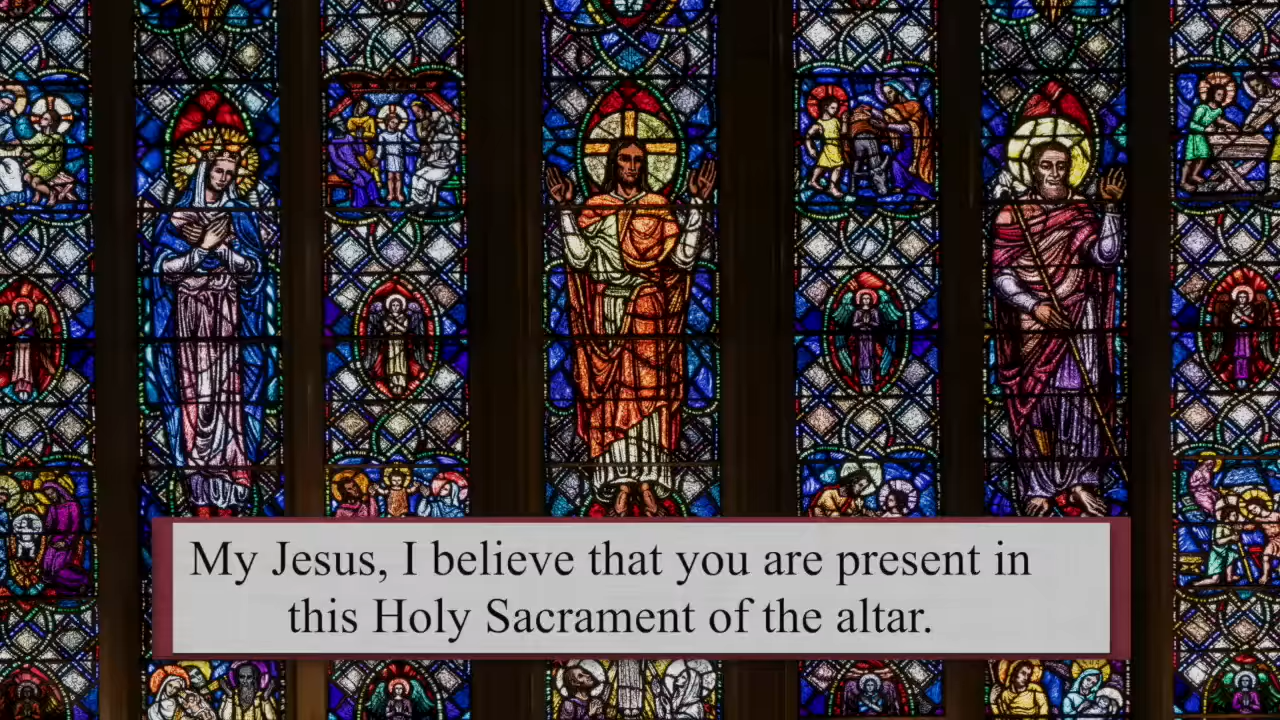 My Jesus, I believe that you are present in
this Holy Sacrament of the altar.